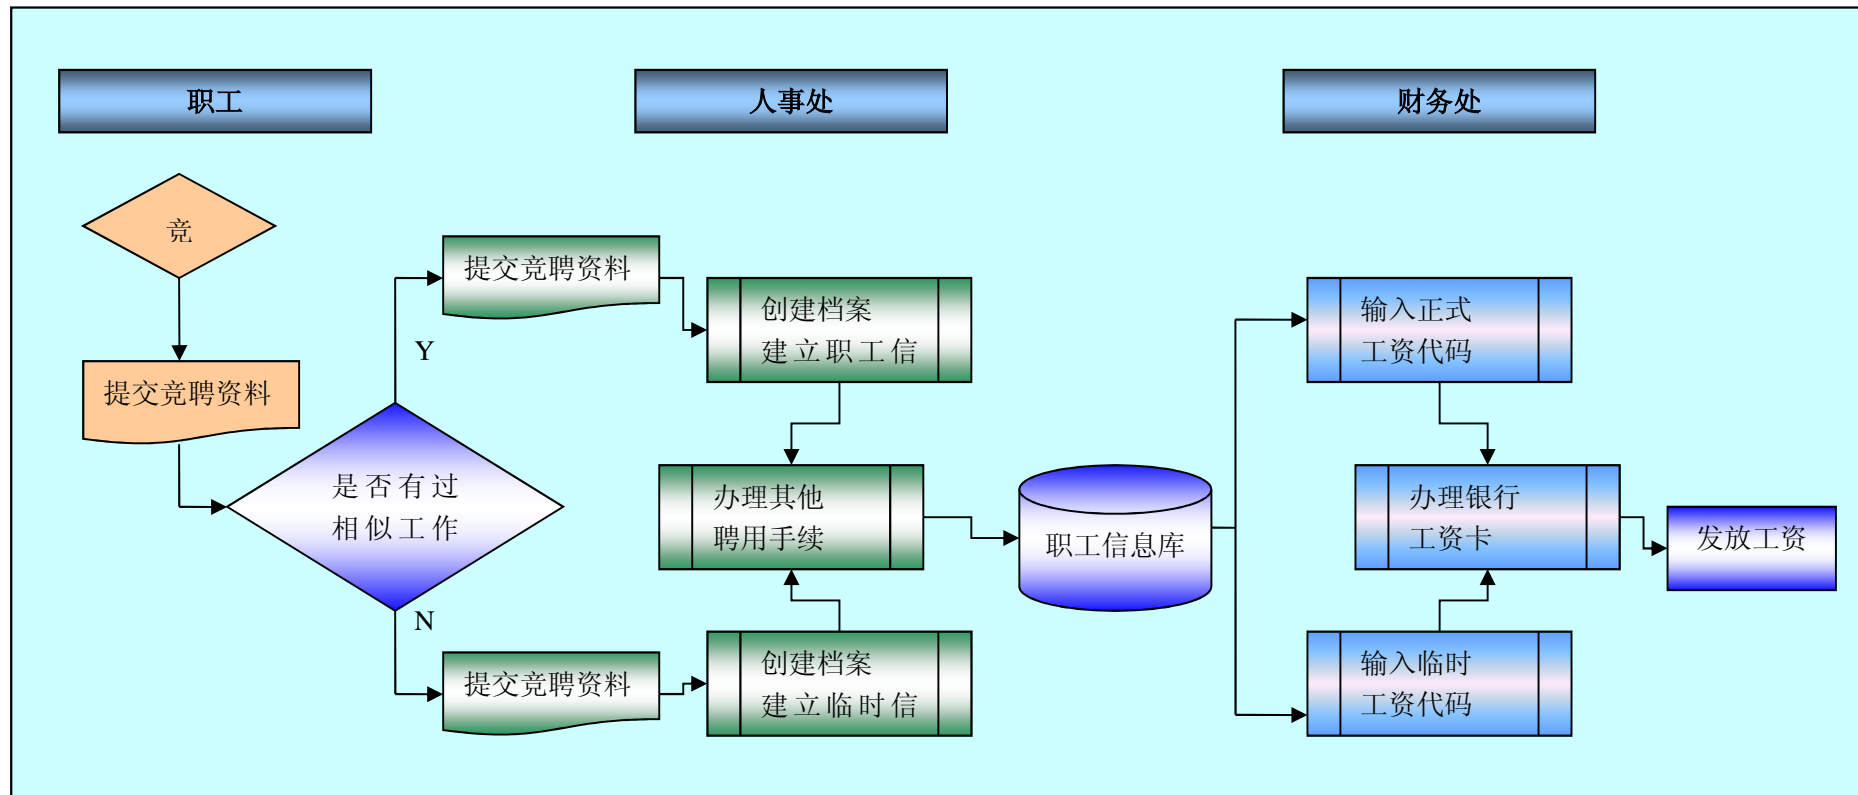 职工
人事处
财务处
竞
提交竞聘资料
是否有过
相似工作
Y
N
提交竞聘资料
提交竞聘资料
创建档案
建立职工信
办理其他
聘用手续
创建档案
建立临时信
职工信息库
输入正式
工资代码
办理银行
工资卡
输入临时
工资代码
发放工资